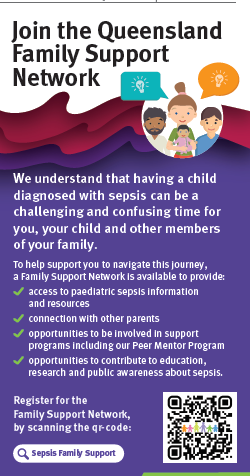 Join the Queensland
Family Support
Network
We understand that having a child
diagnosed with sepsis can be a
challenging and confusing time for
you, your child and other members
of your family.
To help support you to navigate this journey,
a Family Support Network is available to provide:
access to paediatric sepsis information
and resources
connection with other parents
opportunities to be involved in support
programs including our Peer Mentor Program
opportunities to contribute to education,
research and public awareness about sepsis.
Register for the
Family Support Network,
by scanning the qr-code:
Sepsis Family Support